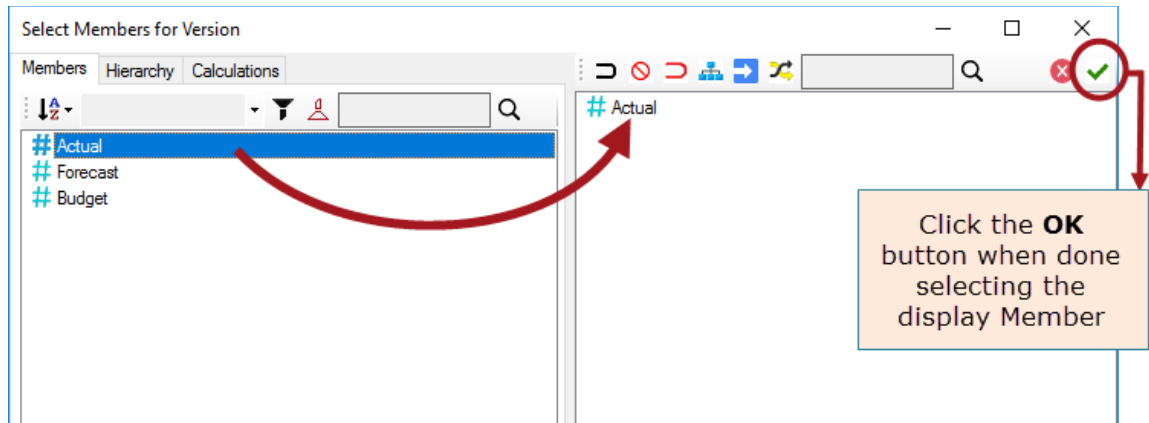 Select Members for Version
Members Hierarchy Calculations
# Actual
# Forecast
# Budget
# Actual
Click the OK
button when done
selecting the
display Member